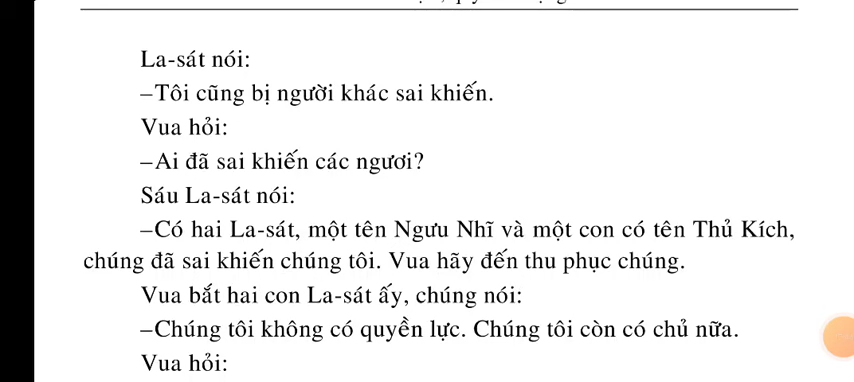 La-sát nói:
–Tôi cũng bị người khác sai khiến.
Vua hỏi:
–Ai đã sai khiến các ngươi?
Sáu La-sát nói:
–Có hai La-sát, một tên Ngưu Nhĩ và một con có tên Thủ Kích,
chúng đã sai khiến chúng tôi. Vua hãy đến thu phục chúng.
Vua bắt hai con La-sát ấy, chúng nói:
–Chúng tôi không có quyền lực. Chúng tôi còn có chủ nữa.
Vua hỏi: